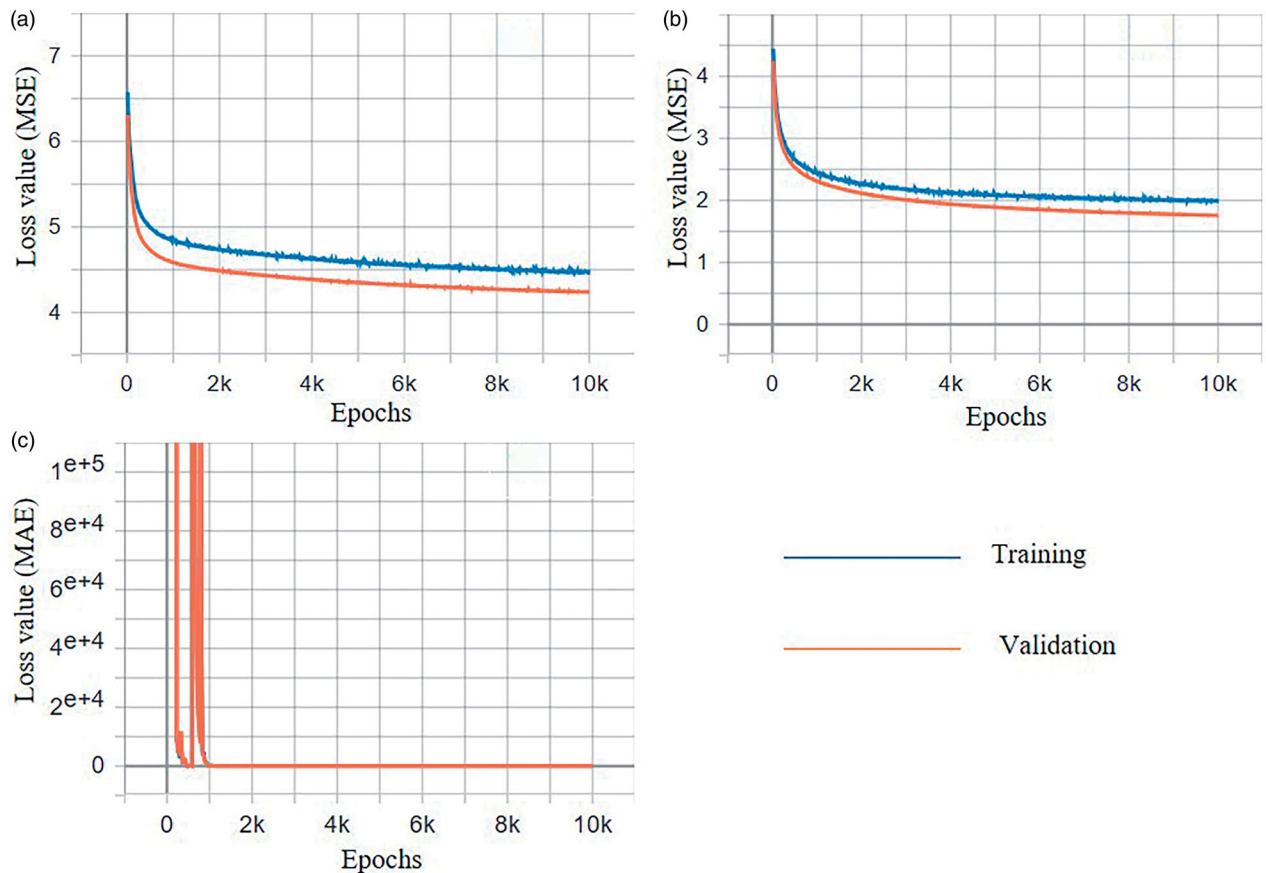 (a)
Loss value (MSE)
7
6
5
4
0 2k 4k 6k 8k 10k
Epochs
(b)
Loss value (MSE)
4
3
2
1
0
0 2k 4k 6k 8k 10k
Epochs
(c)
Loss value (MAE)
1e+5
8e+4
6e+4
4e+4
2e+4
0
0 2k 4k 6k 8k 10k
Epochs
Training
Validation